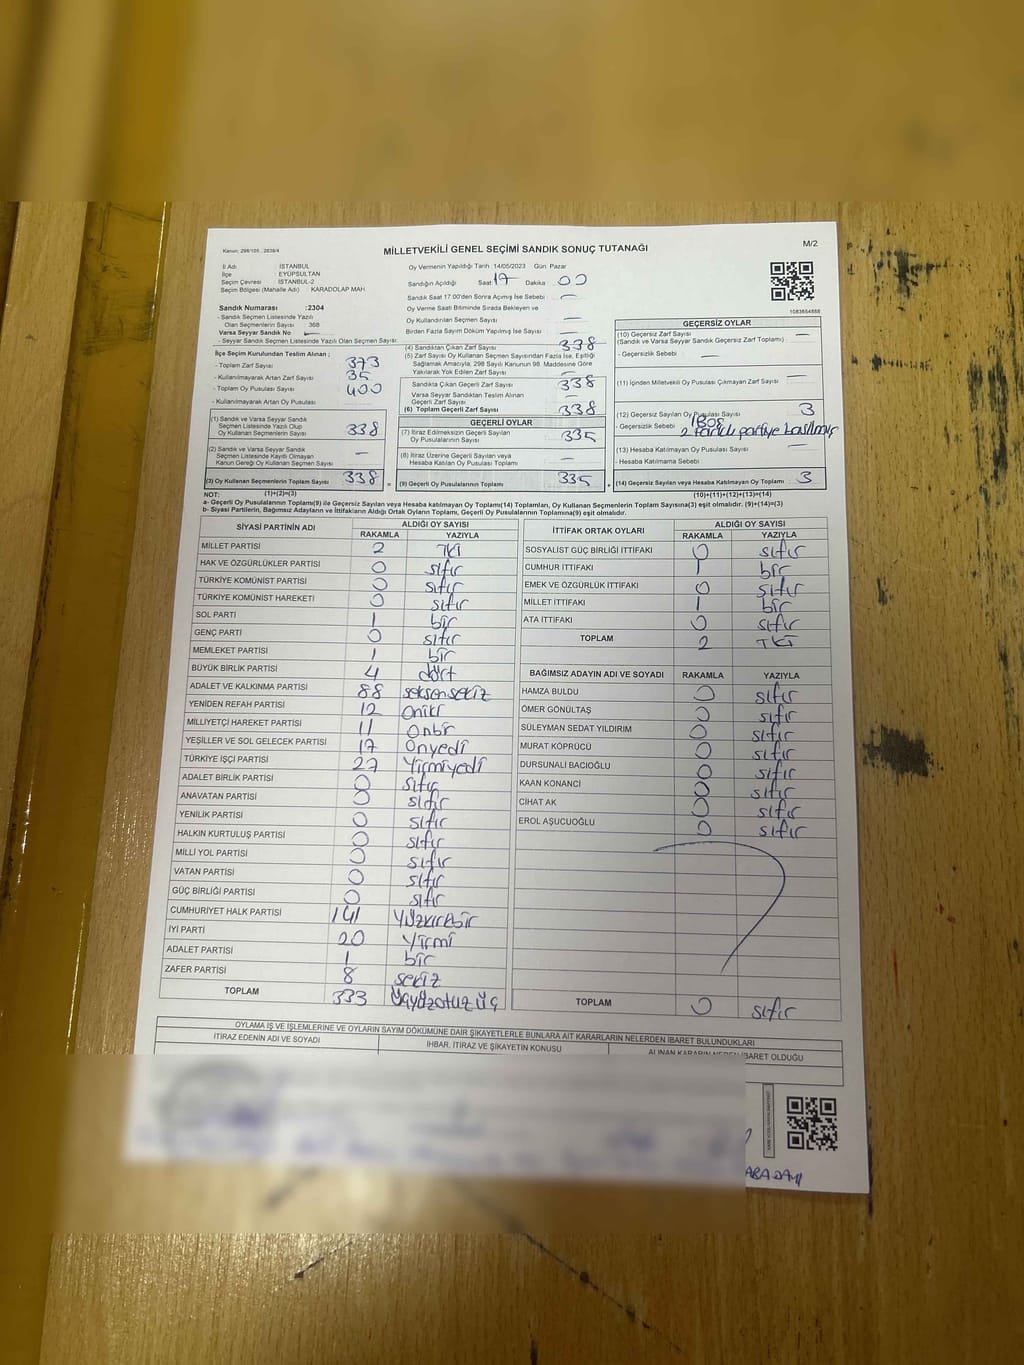 Kanun: 298/105 , 2839/4
MİLLETVEKİLİ GENEL SEÇİMİ SANDIK SONUÇ TUTANAĞI
M/2
İl Adı : İSTANBUL
İlçe : EYÜPSULTAN
Seçim Çevresi : İSTANBUL-2
Seçim Bölgesi (Mahalle Adı) : KARADOLAP MAH.
Sandık Numarası :2304
- Sandık Seçmen Listesinde Yazılı
Olan Seçmenlerin Sayısı : 368
Varsa Seyyar Sandık No : —
- Seyyar Sandık Seçmen Listesinde Yazılı Olan Seçmen Sayısı:
Oy Vermenin Yapıldığı Tarih :14/05/2023 Gün: Pazar
Sandığın Açıldığı Saat: 17 Dakika : 00
Sandık Saat 17:00'den Sonra Açılmış İse Sebebi : —
Oy Verme Saati Bitiminde Sırada Bekleyen ve
Oy Kullandırılan Seçmen Sayısı : —
Birden Fazla Sayım Döküm Yapılmış İse Sayısı : —
1083654888
İlçe Seçim Kurulundan Teslim Alınan ;
- Toplam Zarf Sayısı : 373
- Kullanılmayarak Artan Zarf Sayısı : 35
- Toplam Oy Pusulası Sayısı : 400
- Kullanılmayarak Artan Oy Pusulası :
(4) Sandıktan Çıkan Zarf Sayısı : 338
(5) Zarf Sayısı Oy Kullanan Seçmen Sayısından Fazla İse, Eşitliği
Sağlamak Amacıyla, 298 Sayılı Kanunun 98. Maddesine Göre
Yakılarak Yok Edilen Zarf Sayısı : —
Sandıkta Çıkan Geçerli Zarf Sayısı : 338
Varsa Seyyar Sandıktan Teslim Alınan
Geçerli Zarf Sayısı : —
(6) Toplam Geçerli Zarf Sayısı : 338
GEÇERSİZ OYLAR
(10) Geçersiz Zarf Sayısı : —
(Sandık ve Varsa Seyyar Sandık Geçersiz Zarf Toplamı)
- Geçersizlik Sebebi : —
(11) İçinden Milletvekili Oy Pusulası Çıkmayan Zarf Sayısı : —
(12) Geçersiz Sayılan Oy Pusulası Sayısı : 3
- Geçersizlik Sebebi : 1 Boş
2 farklı partiye basılmış
(13) Hesaba Katılmayan Oy Pusulası Sayısı : —
- Hesaba Katılmama Sebebi :
(14) Geçersiz Sayılan veya Hesaba Katılmayan Oy Toplamı : 3
(10)+(11)+(12)+(13)=(14)
(1) Sandık ve Varsa Seyyar Sandık
Seçmen Listesinde Yazılı Olup
Oy Kullanan Seçmenlerin Sayısı : 338
(2) Sandık ve Varsa Seyyar Sandık
Seçmen Listesinde Kayıtlı Olmayan
Kanun Gereği Oy Kullanan Seçmen Sayısı : —
(3) Oy Kullanan Seçmenlerin Toplam Sayısı : 338 =
(1)+(2)=(3)
GEÇERLİ OYLAR
(7) İtiraz Edilmeksizin Geçerli Sayılan
Oy Pusulalarının Sayısı : 335
(8) İtiraz Üzerine Geçerli Sayılan veya
Hesaba Katılan Oy Pusulası Toplamı : —
(9) Geçerli Oy Pusulalarının Toplamı : 335 +
NOT:
a- Geçerli Oy Pusulalarının Toplamı(9) ile Geçersiz Sayılan veya Hesaba katılmayan Oy Toplam(14) Toplamları, Oy Kullanan Seçmenlerin Toplam Sayısına(3) eşit olmalıdır. (9)+(14)=(3)
b- Siyasi Partilerin, Bağımsız Adayların ve İttifakların Aldığı Ortak Oyların Toplamı, Geçerli Oy Pusulalarının Toplamına(9) eşit olmalıdır.
SİYASİ PARTİNİN ADI ALDIĞI OY SAYISI
RAKAMLA YAZIYLA
MİLLET PARTİSİ 2 İKİ
HAK VE ÖZGÜRLÜKLER PARTİSİ 0 sıfır
TÜRKİYE KOMÜNİST PARTİSİ 0 sıfır
TÜRKİYE KOMÜNİST HAREKETİ 0 sıfır
SOL PARTİ 1 bir
GENÇ PARTİ 0 sıfır
MEMLEKET PARTİSİ 1 bir
BÜYÜK BİRLİK PARTİSİ 4 dört
ADALET VE KALKINMA PARTİSİ 88 seksensekiz
YENİDEN REFAH PARTİSİ 12 Oniki
MİLLİYETÇİ HAREKET PARTİSİ 11 Onbir
YEŞİLLER VE SOL GELECEK PARTİSİ 17 Onyedi
TÜRKİYE İŞÇİ PARTİSİ 27 Yirmiyedi
ADALET BİRLİK PARTİSİ 0 sıfır
ANAVATAN PARTİSİ 0 sıfır
YENİLİK PARTİSİ 0 sıfır
HALKIN KURTULUŞ PARTİSİ 0 sıfır
MİLLİ YOL PARTİSİ 0 sıfır
VATAN PARTİSİ 0 sıfır
GÜÇ BİRLİĞİ PARTİSİ 0 sıfır
CUMHURİYET HALK PARTİSİ 141 Yüzkırkbir
İYİ PARTİ 20 Yirmi
ADALET PARTİSİ 1 bir
ZAFER PARTİSİ 8 sekiz
TOPLAM 333 Üçyüzotuzüç
İTTİFAK ORTAK OYLARI ALDIĞI OY SAYISI
RAKAMLA YAZIYLA
SOSYALİST GÜÇ BİRLİĞİ İTTİFAKI 0 sıfır
CUMHUR İTTİFAKI 1 bir
EMEK VE ÖZGÜRLÜK İTTİFAKI 0 sıfır
MİLLET İTTİFAKI 1 bir
ATA İTTİFAKI 0 sıfır
TOPLAM 2 İKİ
BAĞIMSIZ ADAYIN ADI VE SOYADI RAKAMLA YAZIYLA
HAMZA BULDU 0 sıfır
ÖMER GÖNÜLTAŞ 0 sıfır
SÜLEYMAN SEDAT YILDIRIM 0 sıfır
MURAT KÖPRÜCÜ 0 sıfır
DURSUNALİ BACIOĞLU 0 sıfır
KAAN KONANCİ 0 sıfır
CİHAT AK 0 sıfır
EROL AŞUCUOĞLU 0 sıfır
TOPLAM 0 sıfır
OYLAMA İŞ VE İŞLEMLERİNE VE OYLARIN SAYIM DÖKÜMÜNE DAİR ŞİKAYETLERLE BUNLARA AİT KARARLARIN NELERDEN İBARET BULUNDUKLARI
İTİRAZ EDENİN ADI VE SOYADI
İHBAR, İTİRAZ VE ŞİKAYETİN KONUSU
ALINAN KARARIN NEDEN İBARET OLDUĞU